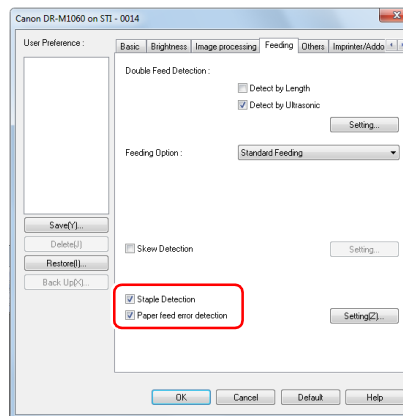 Canon DR-M1060 on STI - 0014
User Preference :
Basic Brightness Image processing Feeding Others Imprinter/Addo
Double Feed Detection :
Detect by Length
Detect by Ultrasonic
Setting...
Feeding Option : Standard Feeding
Save(Y)...
Delete(J)
Restore(I)...
Back Up(X)...
Skew Detection Setting...
Staple Detection
Paper feed error detection Setting(Z)...
OK Cancel Default Help